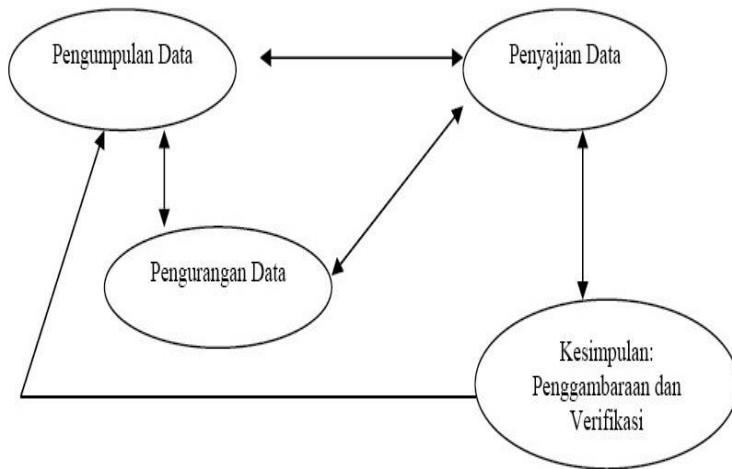 Pengumpulan Data
Penyajian Data
Pengurangan Data
Kesimpulan:
Penggambaraan dan
Verifikasi